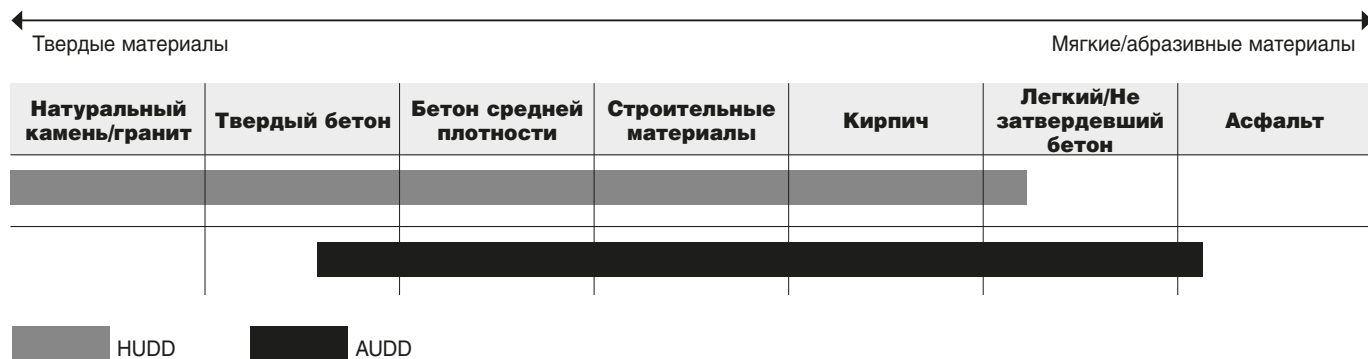 Твердые материалы
Мягкие/абразивные материалы
Натуральный
камень/гранит
Твердый бетон
Бетон средней
плотности
Строительные
материалы
Кирпич
Легкий/Не
затвердевший
бетон
Асфальт
HUDD
AUDD